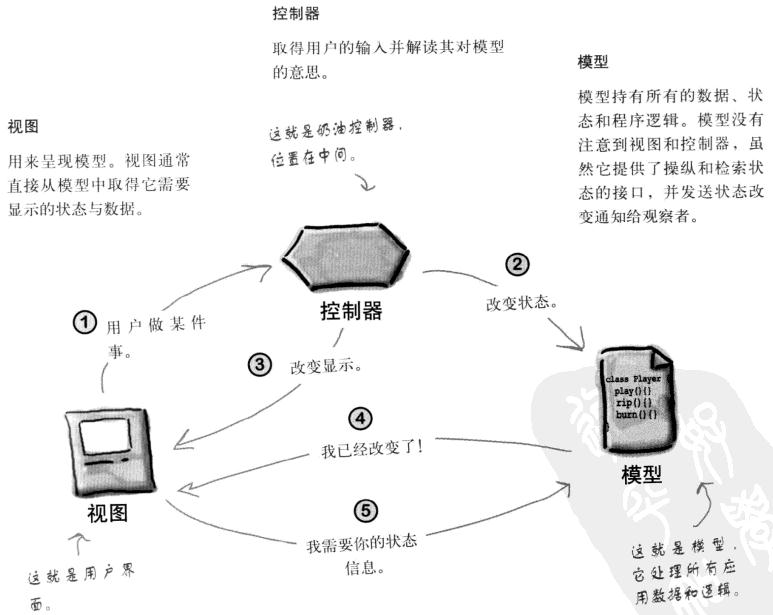 控制器
取得用户的输入并解读其对模型
的意思。
模型
模型持有所有的数据、状
态和程序逻辑。模型没有
注意到视图和控制器，虽
然它提供了操纵和检索状
态的接口，并发送状态改
变通知给观察者。
视图
用来呈现模型。视图通常
直接从模型中取得它需要
显示的状态与数据。
这就是奶油控制器，
位置在中间。
控制器
①
用户做某件
事。
②
改变状态。
③
改变显示。
④
我已经改变了！
⑤
我需要你的状态
信息。
class Player
play(){}
rip(){}
burn(){}
}
模型
视图
这就是用户界
面。
这就是模型，
它处理所有应
用数据和逻辑。